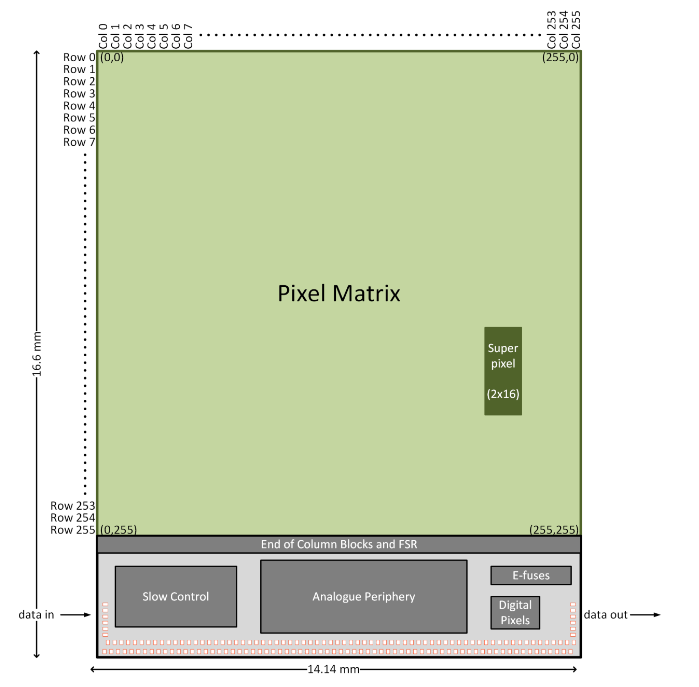 Col 0
Col 1
Col 2
Col 3
Col 4
Col 5
Col 6
Col 7
Col 253
Col 254
Col 255
Row 0
(0,0)
(255,0)
Row 1
Row 2
Row 3
Row 4
Row 5
Row 6
Row 7
Pixel Matrix
16.6 mm
Super
pixel
(2x16)
Row 253
Row 254
Row 255
(0,255)
(255,255)
End of Column Blocks and FSR
Slow Control
Analogue Periphery
E-fuses
Digital
Pixels
data in
data out
14.14 mm